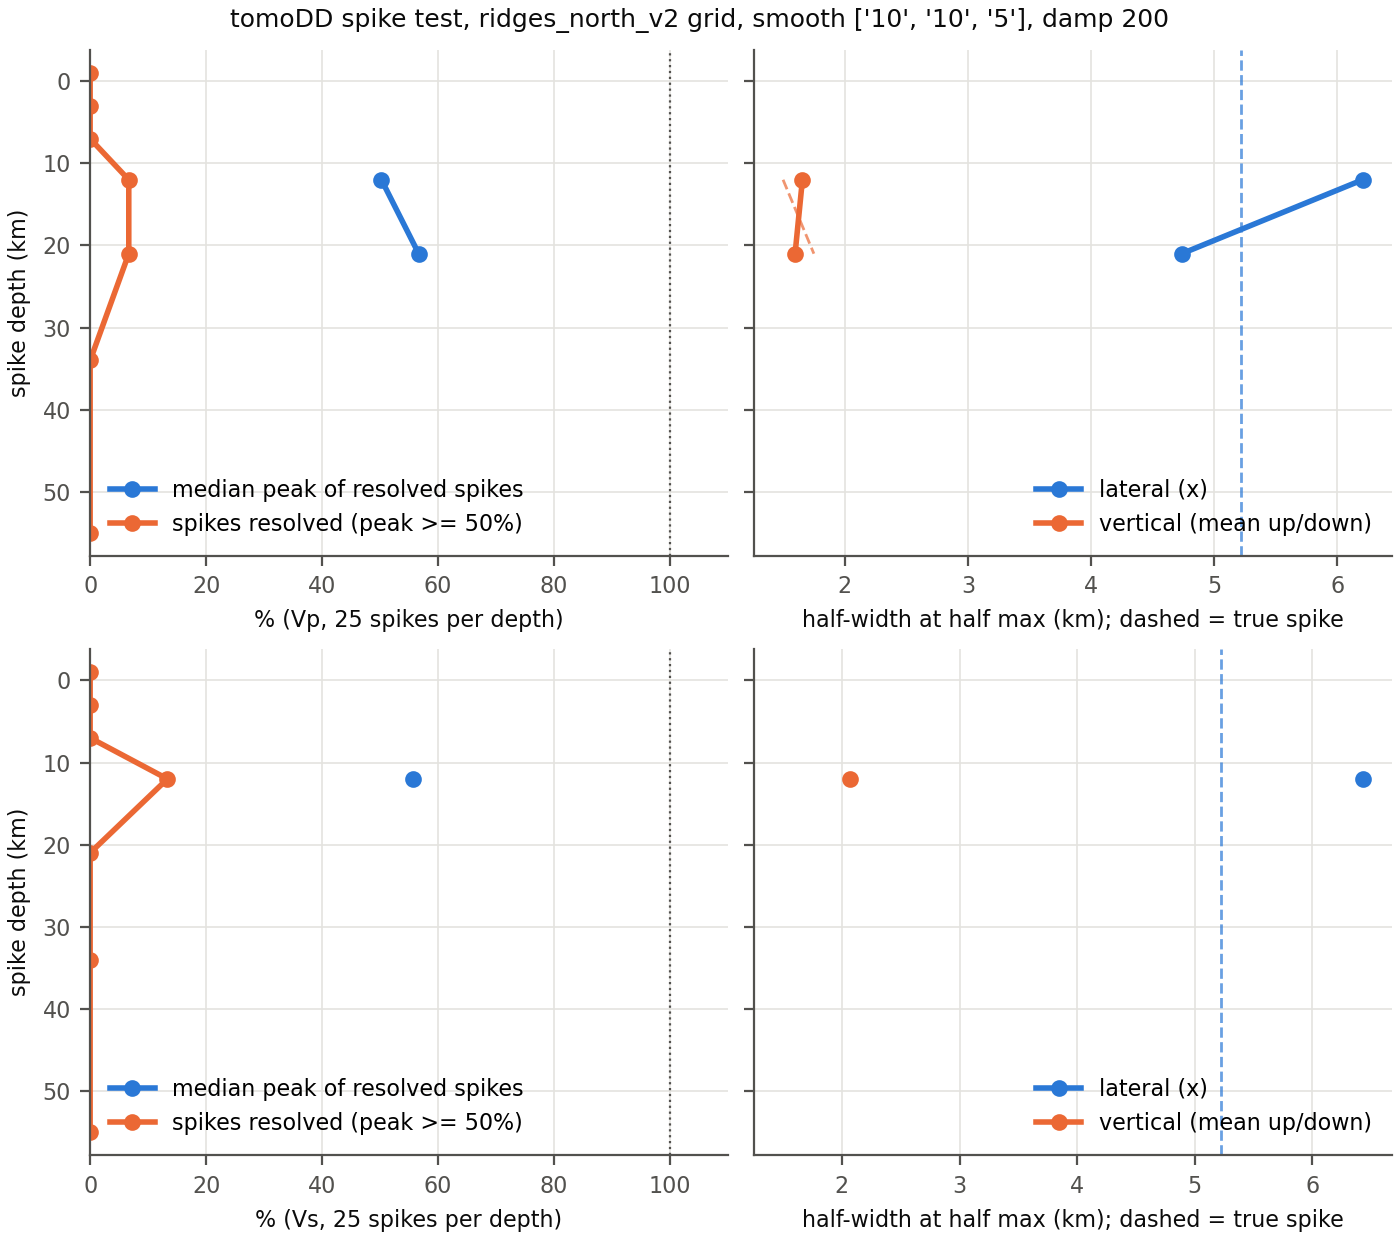 tomoDD spike test, ridges_north_v2 grid, smooth ['10', '10', '5'], damp 200
spike depth (km)
0
10
20
30
40
50
median peak of resolved spikes
spikes resolved (peak >= 50%)
0
20
40
60
80
100
% (Vp, 25 spikes per depth)
lateral (x)
vertical (mean up/down)
2
3
4
5
6
half-width at half max (km); dashed = true spike
spike depth (km)
0
10
20
30
40
50
median peak of resolved spikes
spikes resolved (peak >= 50%)
0
20
40
60
80
100
% (Vs, 25 spikes per depth)
lateral (x)
vertical (mean up/down)
2
3
4
5
6
half-width at half max (km); dashed = true spike